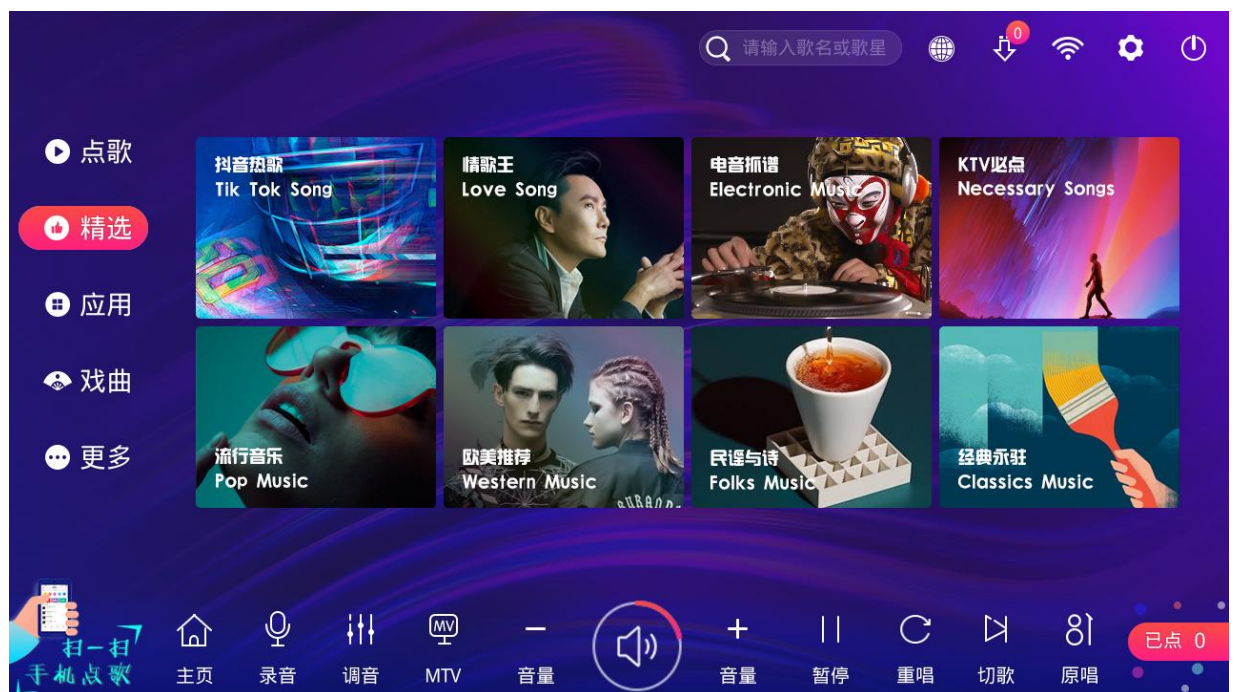 请输入歌名或歌星
0
点歌
精选
应用
戏曲
更多
抖音热歌
Tik Tok Song
情歌王
Love Song
电音抓谱
Electronic Music
KTV必点
Necessary Songs
流行音乐
Pop Music
欧美推荐
Western Music
民谣与诗
Folks Music
经典永驻
Classics Music
扫一扫
手机点歌
主页
录音
调音
MV
MTV
音量
音量
暂停
重唱
切歌
原唱
已点 0